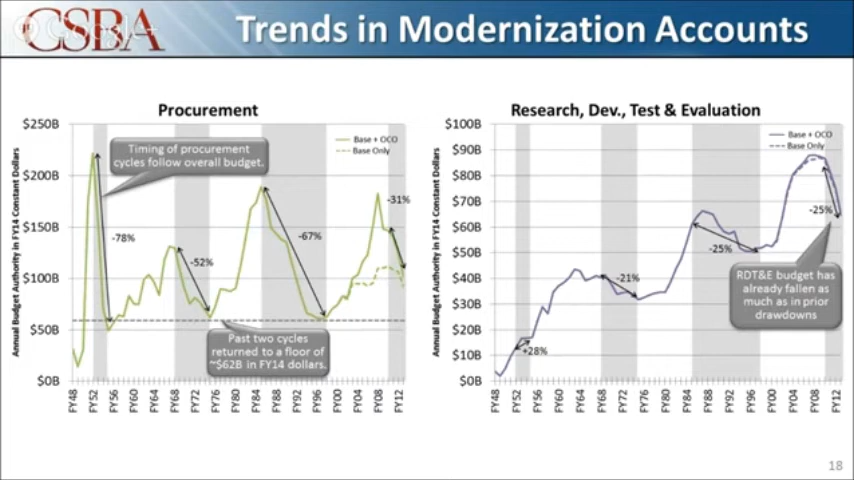 Google+
CSBA
Trends in Modernization Accounts
Procurement
Annual Budget Authority in FY14 Constant Dollars
$250B
$200B
$150B
$100B
$50B
$0B
Timing of procurement
cycles follow overall budget.
Base + OCO
Base Only
-78%
-52%
-67%
-31%
Past two cycles
returned to a floor of
~$62B in FY14 dollars.
FY48
FY52
FY56
FY60
FY64
FY68
FY72
FY76
FY80
FY84
FY88
FY92
FY96
FY00
FY04
FY08
FY12
Research, Dev., Test & Evaluation
Annual Budget Authority in FY14 Constant Dollars
$100B
$90B
$80B
$70B
$60B
$50B
$40B
$30B
$20B
$10B
$0B
Base + OCO
Base Only
+28%
-21%
-25%
-25%
RDT&E budget has
already fallen as
much as in prior
drawdowns
FY48
FY52
FY56
FY60
FY64
FY68
FY72
FY76
FY80
FY84
FY88
FY92
FY96
FY00
FY04
FY08
FY12
18